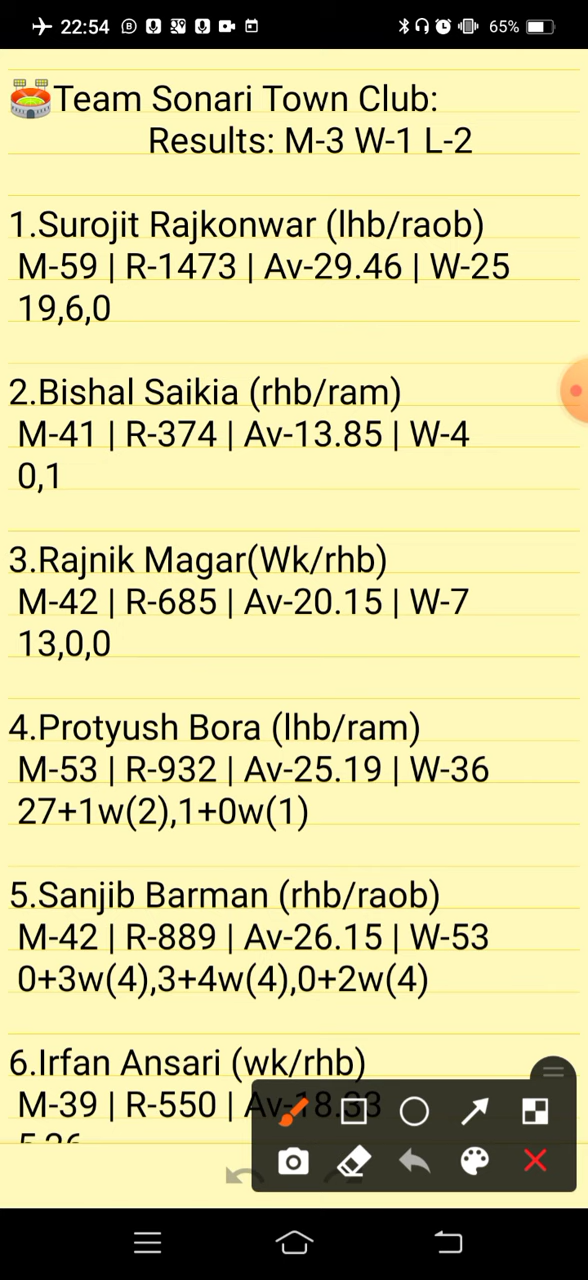 22:54
65%
Team Sonari Town Club:
Results: M-3 W-1 L-2
1.Surojit Rajkonwar (lhb/raob)
M-59 | R-1473 | Av-29.46 | W-25
19,6,0
2.Bishal Saikia (rhb/ram)
M-41 | R-374 | Av-13.85 | W-4
0,1
3.Rajnik Magar(Wk/rhb)
M-42 | R-685 | Av-20.15 | W-7
13,0,0
4.Protyush Bora (lhb/ram)
M-53 | R-932 | Av-25.19 | W-36
27+1w(2),1+0w(1)
5.Sanjib Barman (rhb/raob)
M-42 | R-889 | Av-26.15 | W-53
0+3w(4),3+4w(4),0+2w(4)
6.Irfan Ansari (wk/rhb)
M-39 | R-550 |